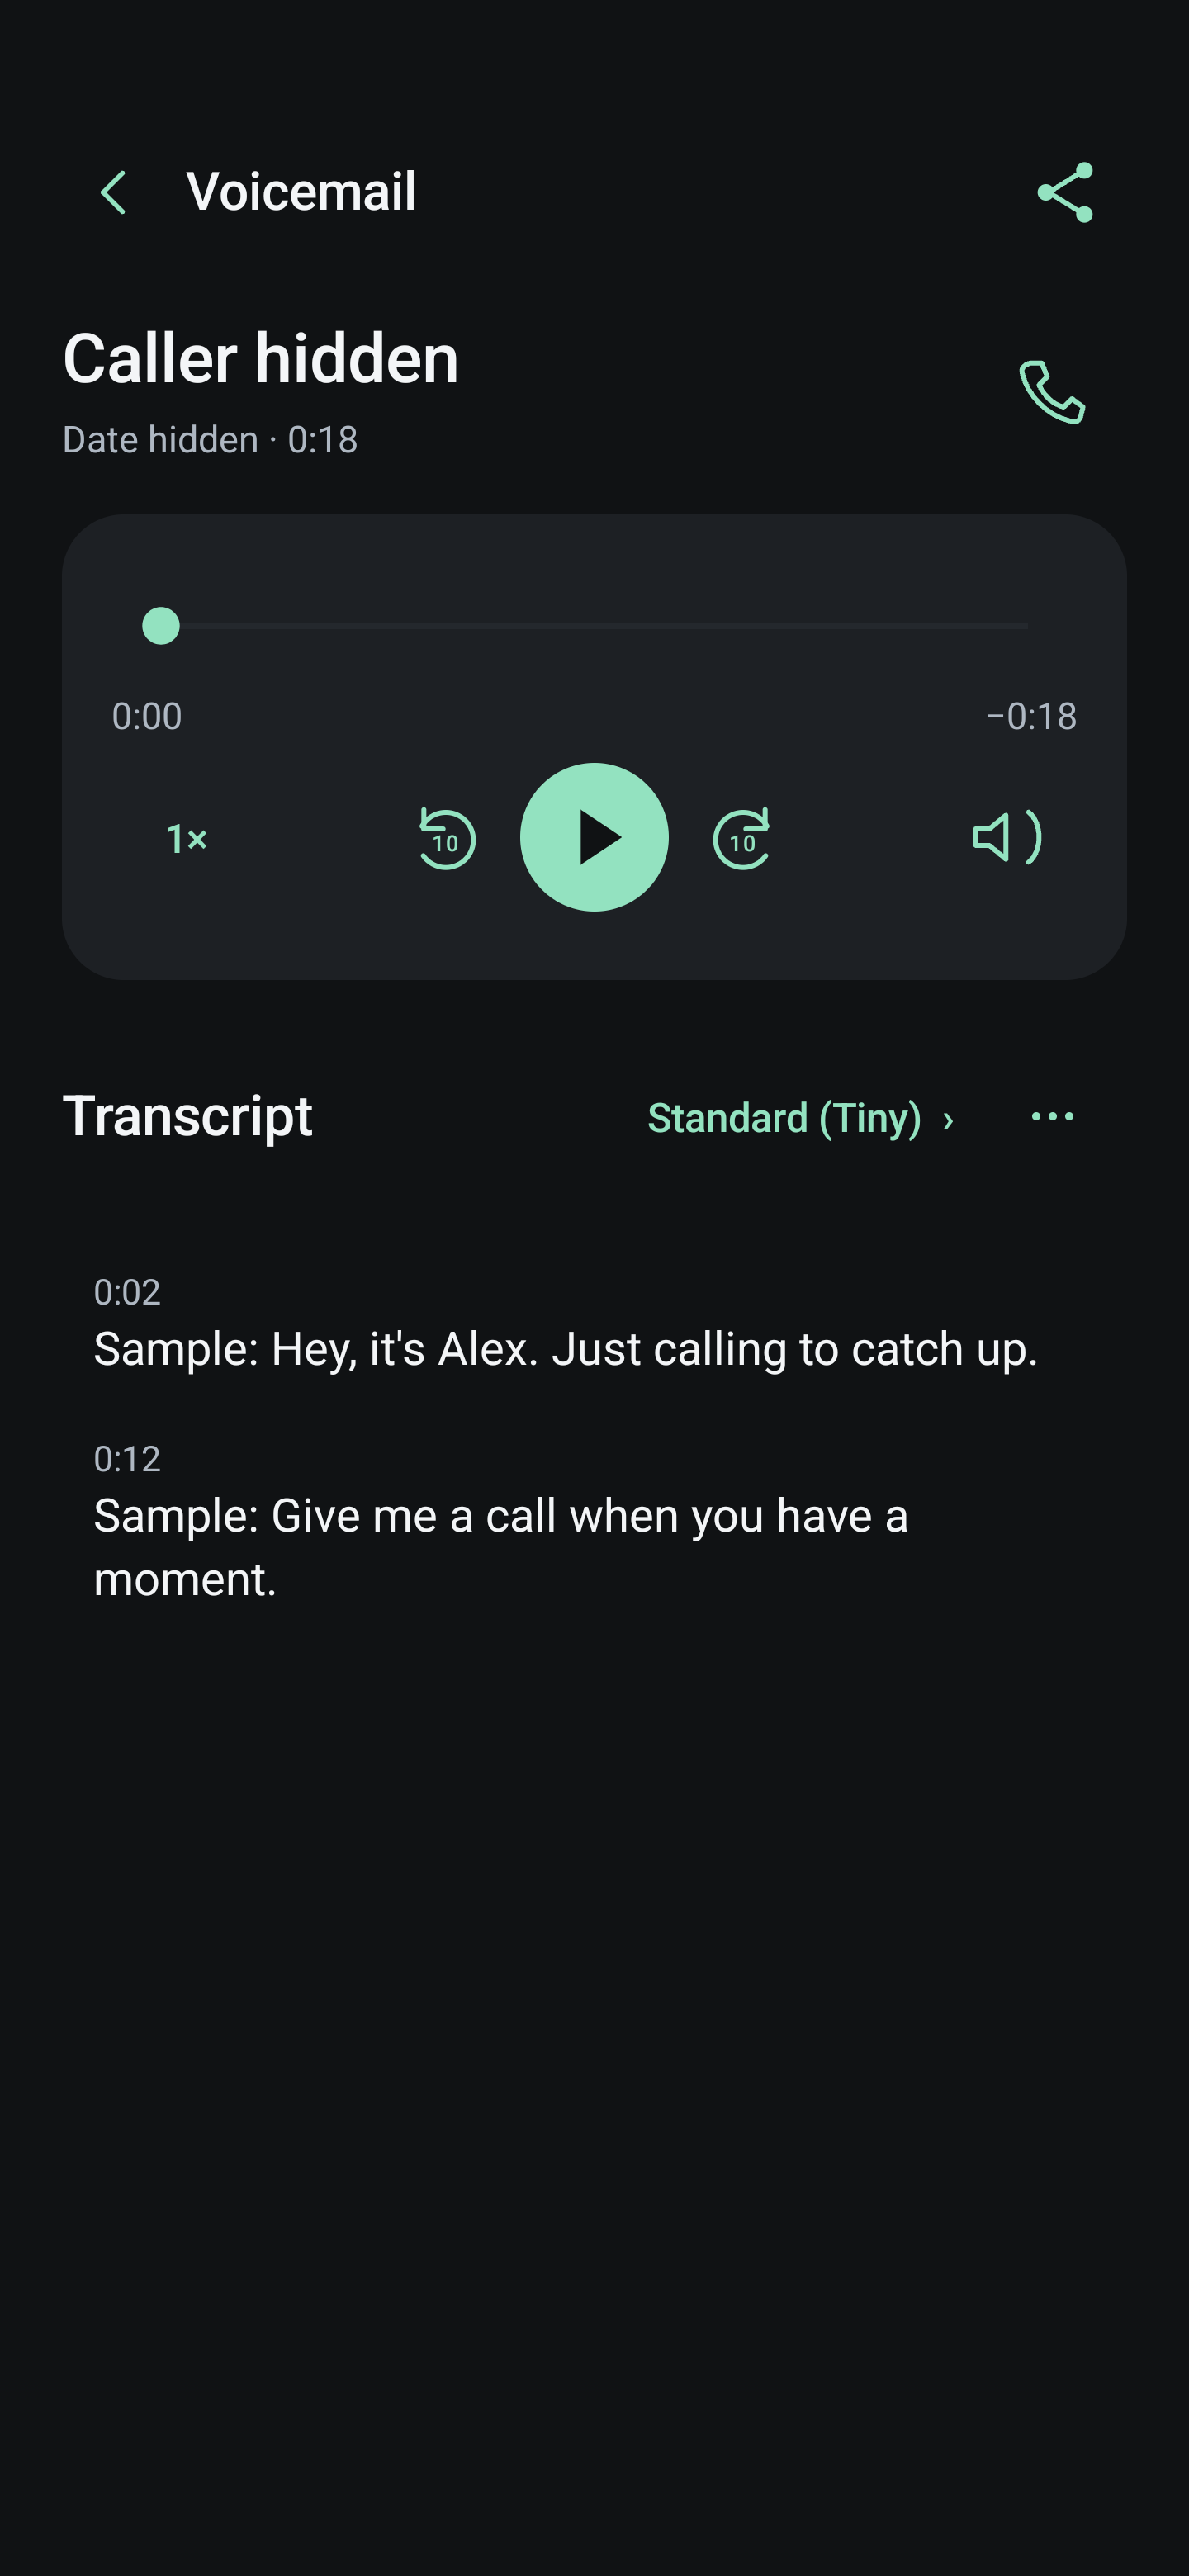 Voicemail
Caller hidden
Date hidden · 0:18
0:00
−0:18
1×
10
10
Transcript
Standard (Tiny) ›
0:02
Sample: Hey, it's Alex. Just calling to catch up.
0:12
Sample: Give me a call when you have a
moment.